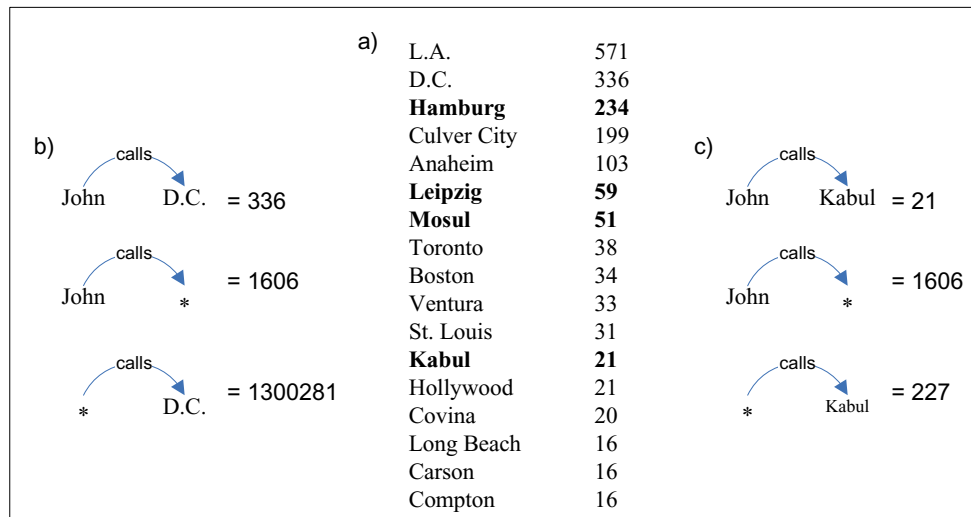 a)
L.A. 571
D.C. 336
Hamburg 234
Culver City 199
Anaheim 103
Leipzig 59
Mosul 51
Toronto 38
Boston 34
Ventura 33
St. Louis 31
Kabul 21
Hollywood 21
Covina 20
Long Beach 16
Carson 16
Compton 16
b)
calls
John D.C. = 336
calls
John * = 1606
calls
* D.C. = 1300281
c)
calls
John Kabul = 21
calls
John * = 1606
calls
* Kabul = 227